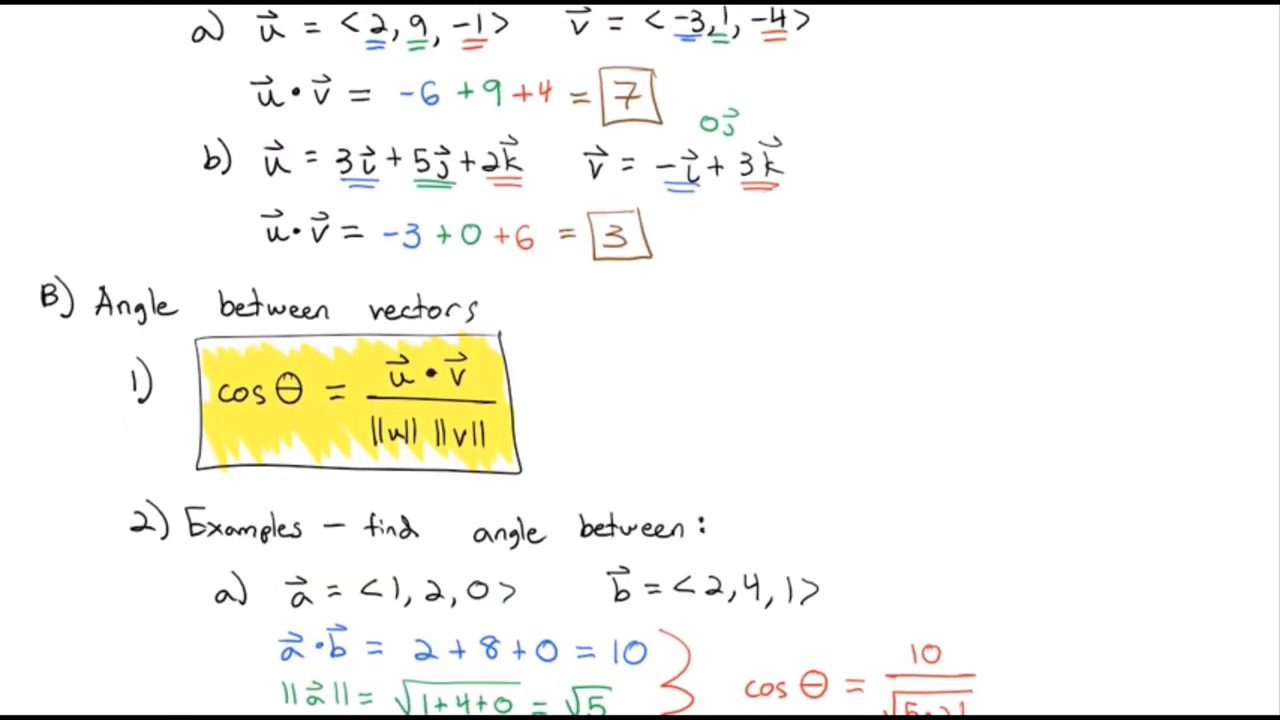 a) u⃗ = <2, 9, -1> v⃗ = <-3, 1, -4>
u⃗ • v⃗ = -6 + 9 + 4 = 7
0j⃗
b) u⃗ = 3i⃗ + 5j⃗ + 2k⃗ v⃗ = -i⃗ + 3k⃗
u⃗ • v⃗ = -3 + 0 + 6 = 3
B) Angle between vectors
1) cos θ = u⃗ • v⃗ / ||u|| ||v||
2) Examples – find angle between:
a) a⃗ = <1, 2, 0> b⃗ = <2, 4, 1>
a⃗ • b⃗ = 2 + 8 + 0 = 10
||a⃗|| = √1+4+0 = √5 } cos θ = 10 /